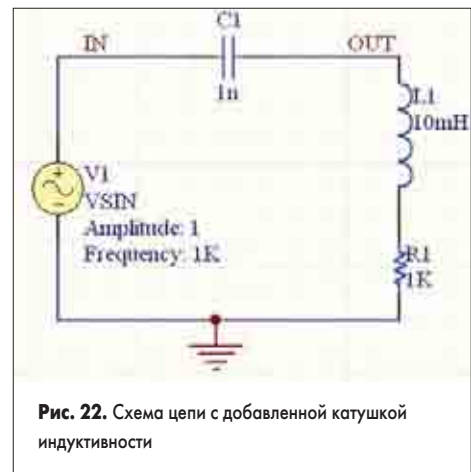 C1
IN
OUT
1n
L1
10mH
V1
VSIN
Amplitude: 1
Frequency: 1K
R1
1K
Рис. 22. Схема цепи с добавленной катушкой
индуктивности